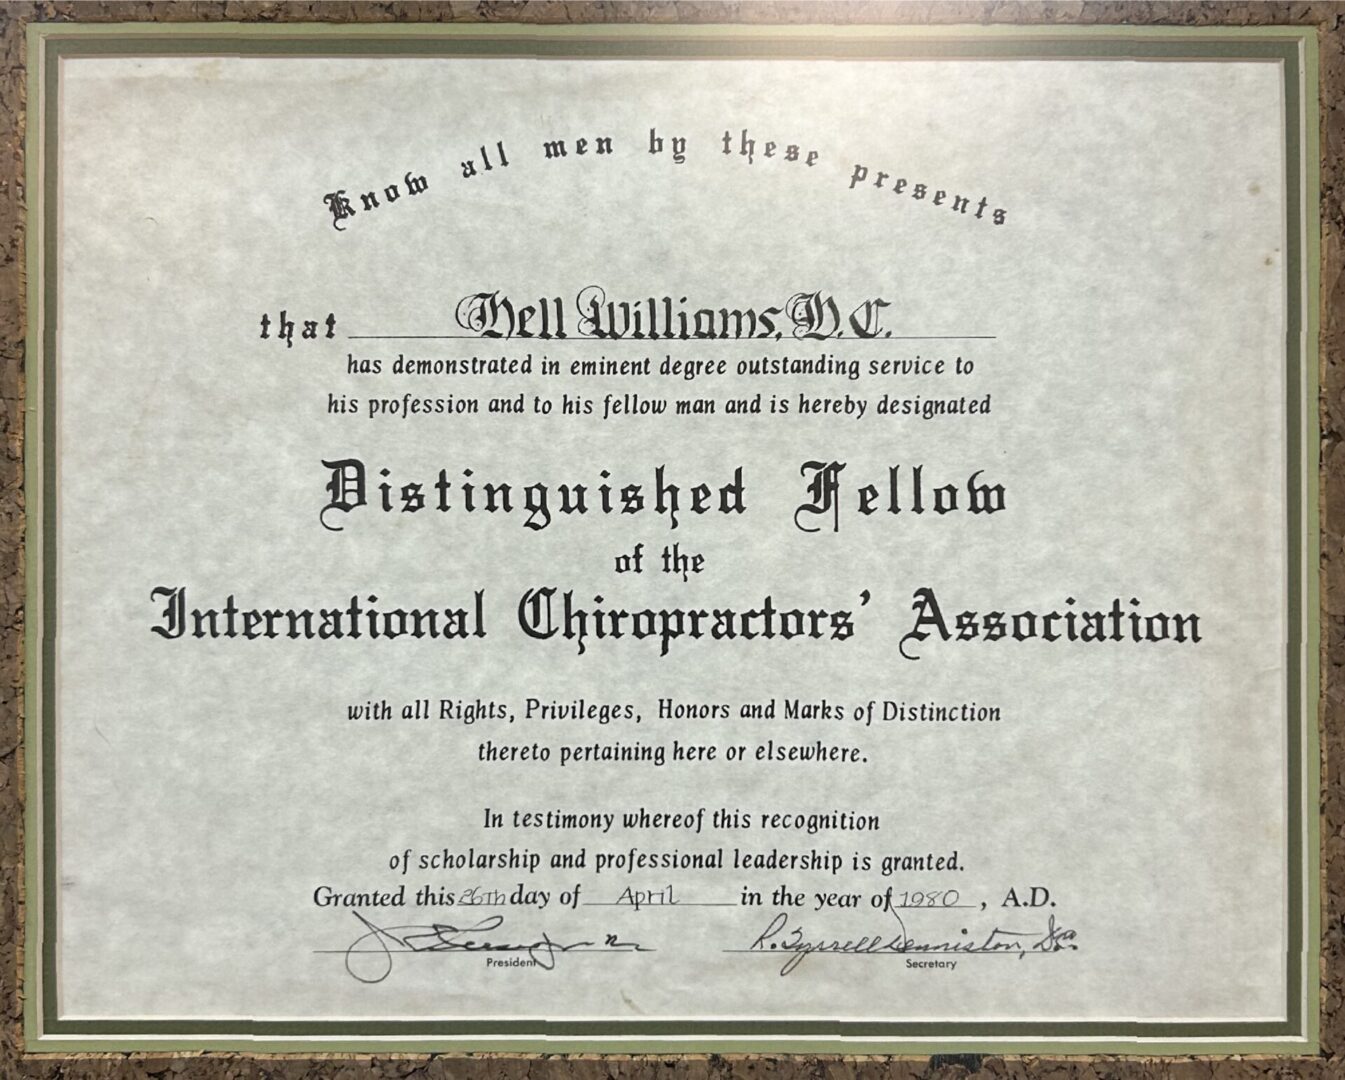 Know all men by these presents
that Dell Williams, D.C.
has demonstrated in eminent degree outstanding service to
his profession and to his fellow man and is hereby designated
Distinguished Fellow
of the
International Chiropractors' Association
with all Rights, Privileges, Honors and Marks of Distinction
thereto pertaining here or elsewhere.
In testimony whereof this recognition
of scholarship and professional leadership is granted.
Granted this 26th day of April in the year of 1980, A.D.
R. Tyrrell Denniston, D.C.
President Secretary